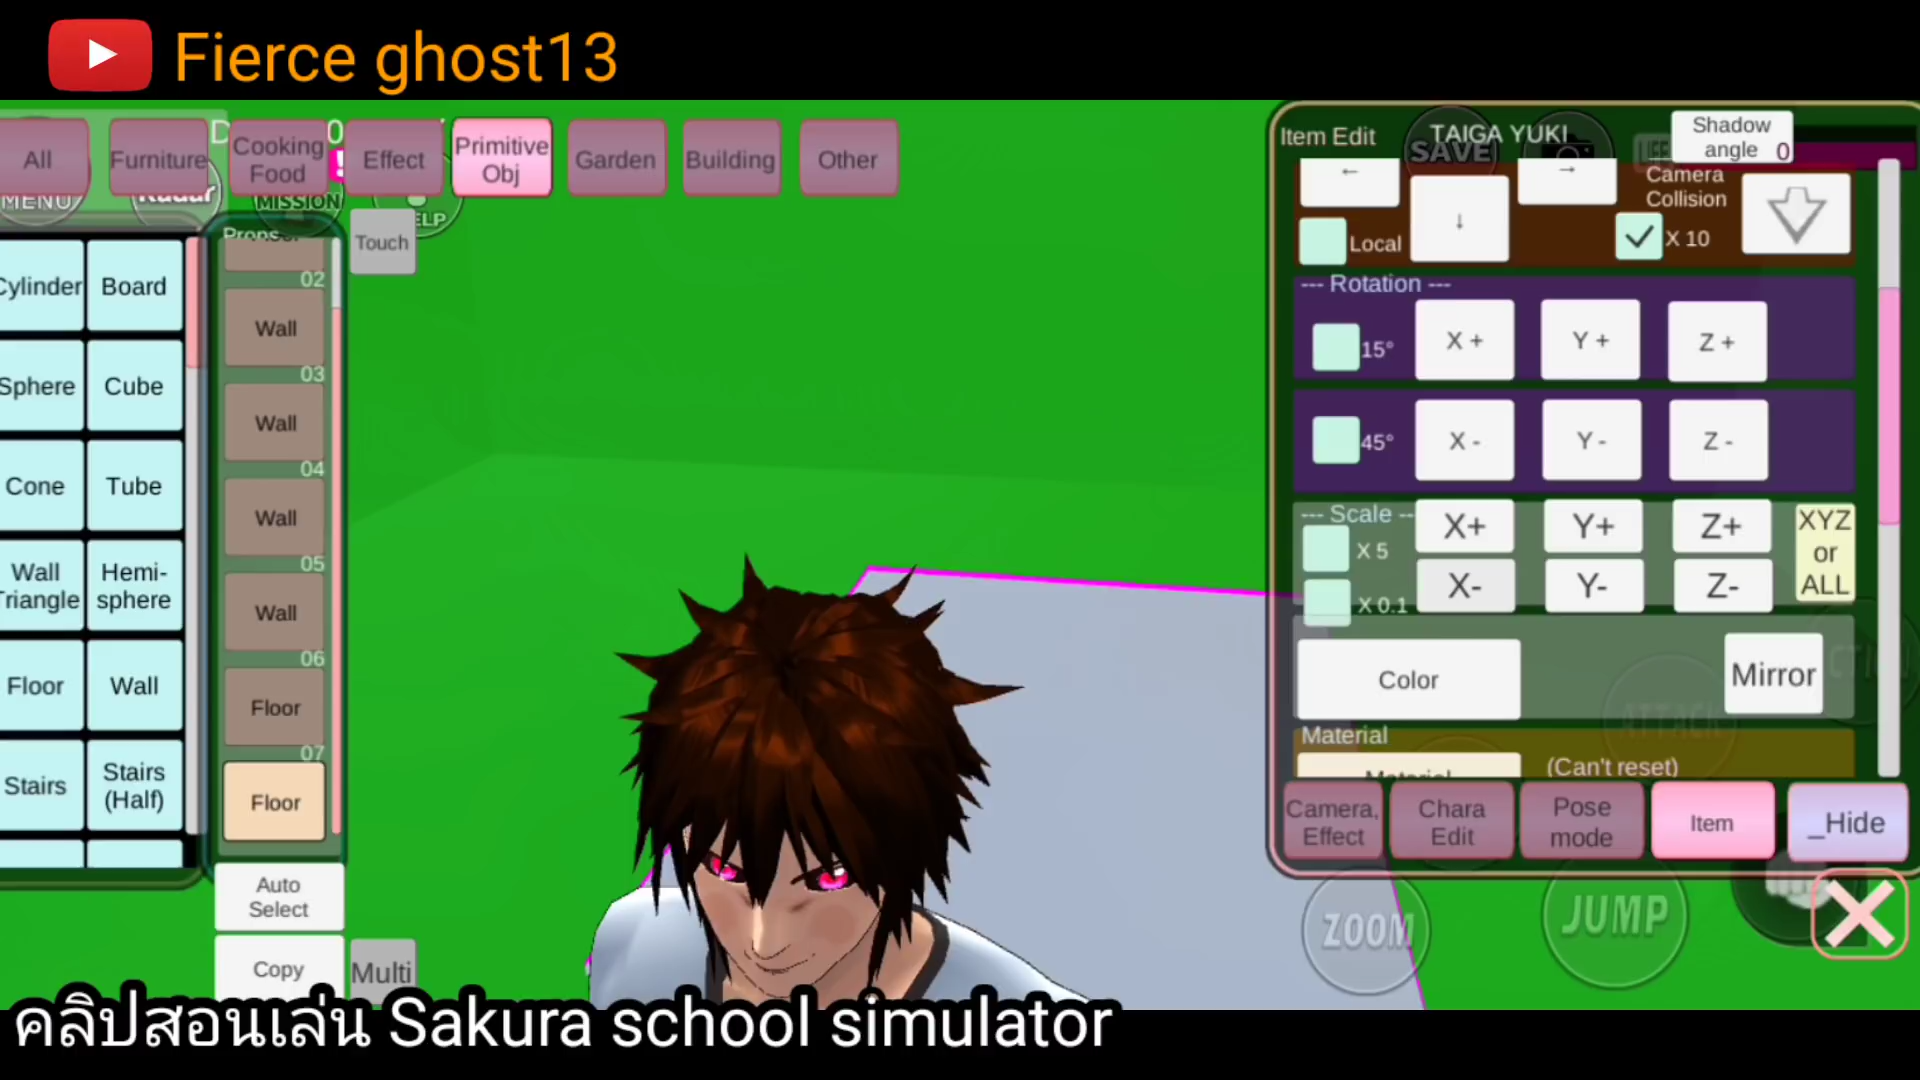 Fierce ghost13
All
Furniture
Cooking
Food
Effect
Primitive
Obj
Garden
Building
Other
MENU
Radar
MISSION
Touch
Props
Cylinder
Board
Sphere
Cube
Cone
Tube
Wall
Triangle
Hemi-
sphere
Floor
Wall
Stairs
Stairs
(Half)
02
Wall
03
Wall
04
Wall
05
Wall
06
Floor
07
Floor
Auto
Select
Copy
Multi
Item Edit
TAIGA YUKI
SAVE
LIFE
Shadow
angle 0
← → ↓
Camera
Collision
Local
X 10
--- Rotation ---
15° X + Y + Z +
45° X - Y - Z -
--- Scale --
X 5
X 0.1
X+ Y+ Z+
X- Y- Z-
XYZ
or
ALL
Color
Mirror
ATTACK
Material
Material
(Can't reset)
Camera,
Effect
Chara
Edit
Pose
mode
Item
_Hide
ZOOM
JUMP
คลิปสอนเล่น Sakura school simulator